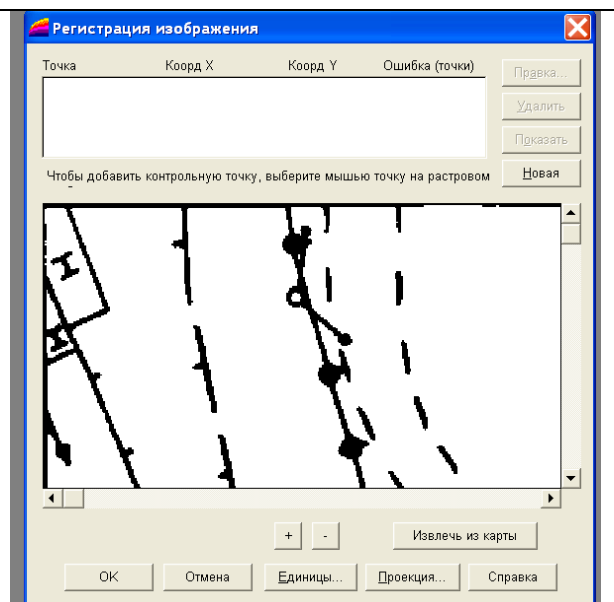 Регистрация изображения
Точка Коорд X Коорд Y Ошибка (точки)
Правка...
Удалить
Показать
Чтобы добавить контрольную точку, выберите мышью точку на растровом
Новая
Н
Н
+ -
Извлечь из карты
OK Отмена Единицы... Проекция... Справка